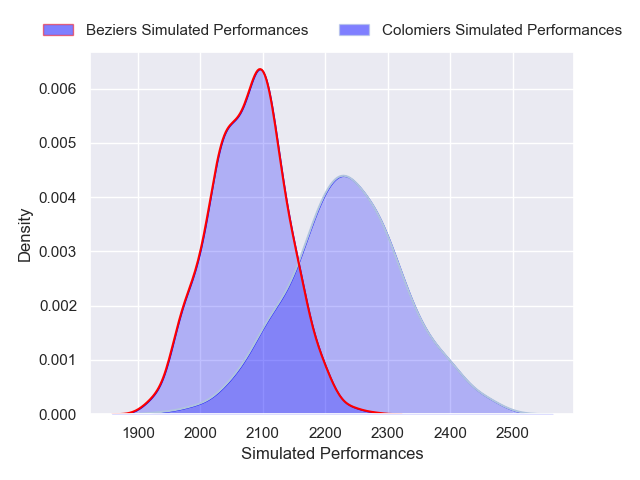 Beziers Simulated Performances Colomiers Simulated Performances
0.006
0.005
0.004
0.003
0.002
0.001
0.000
Density
1900 2000 2100 2200 2300 2400 2500
Simulated Performances